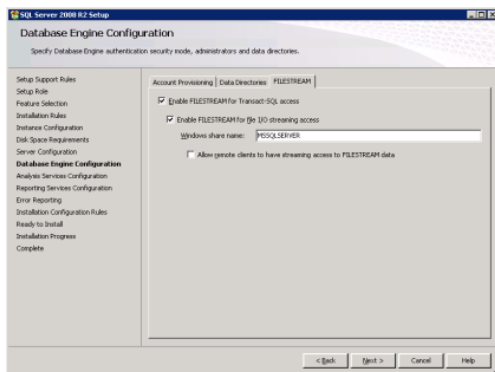 SQL Server 2008 R2 Setup
Database Engine Configuration
Specify Database Engine authentication security mode, administrators and data directories.
Setup Support Rules
Setup Role
Feature Selection
Installation Rules
Instance Configuration
Disk Space Requirements
Server Configuration
Database Engine Configuration
Analysis Services Configuration
Reporting Services Configuration
Error Reporting
Installation Configuration Rules
Ready to Install
Installation Progress
Complete
Account Provisioning Data Directories FILESTREAM
Enable FILESTREAM for Transact-SQL access
Enable FILESTREAM for file I/O streaming access
Windows share name: MSSQLSERVER
Allow remote clients to have streaming access to FILESTREAM data
< Back Next > Cancel Help